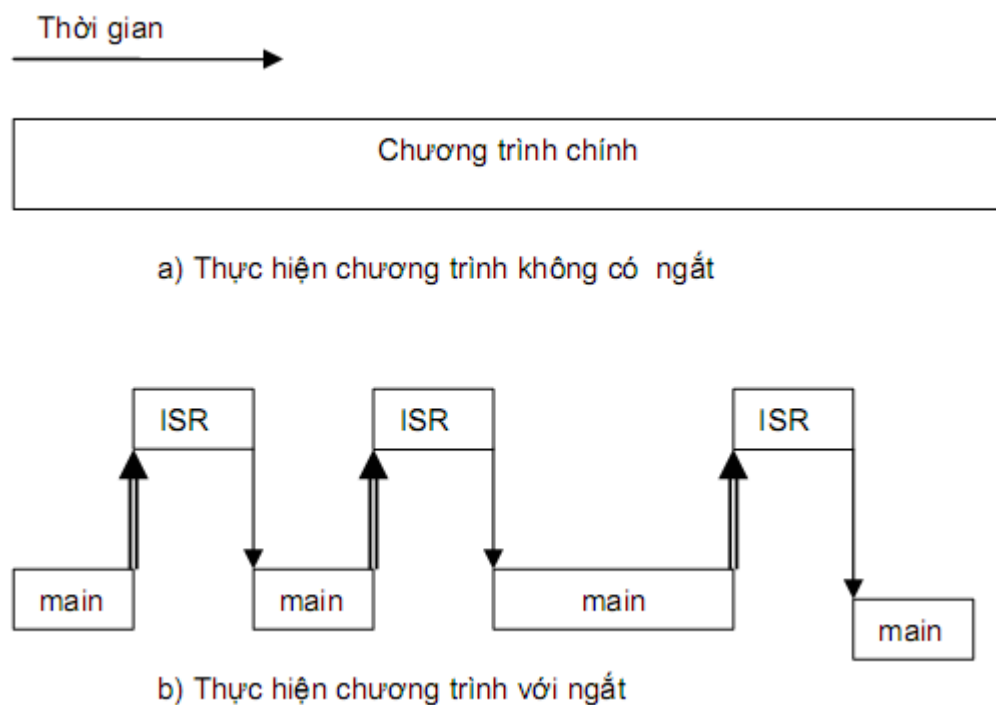 Thời gian
Chương trình chính
a) Thực hiện chương trình không có ngắt
ISR ISR ISR
main main main main
b) Thực hiện chương trình với ngắt